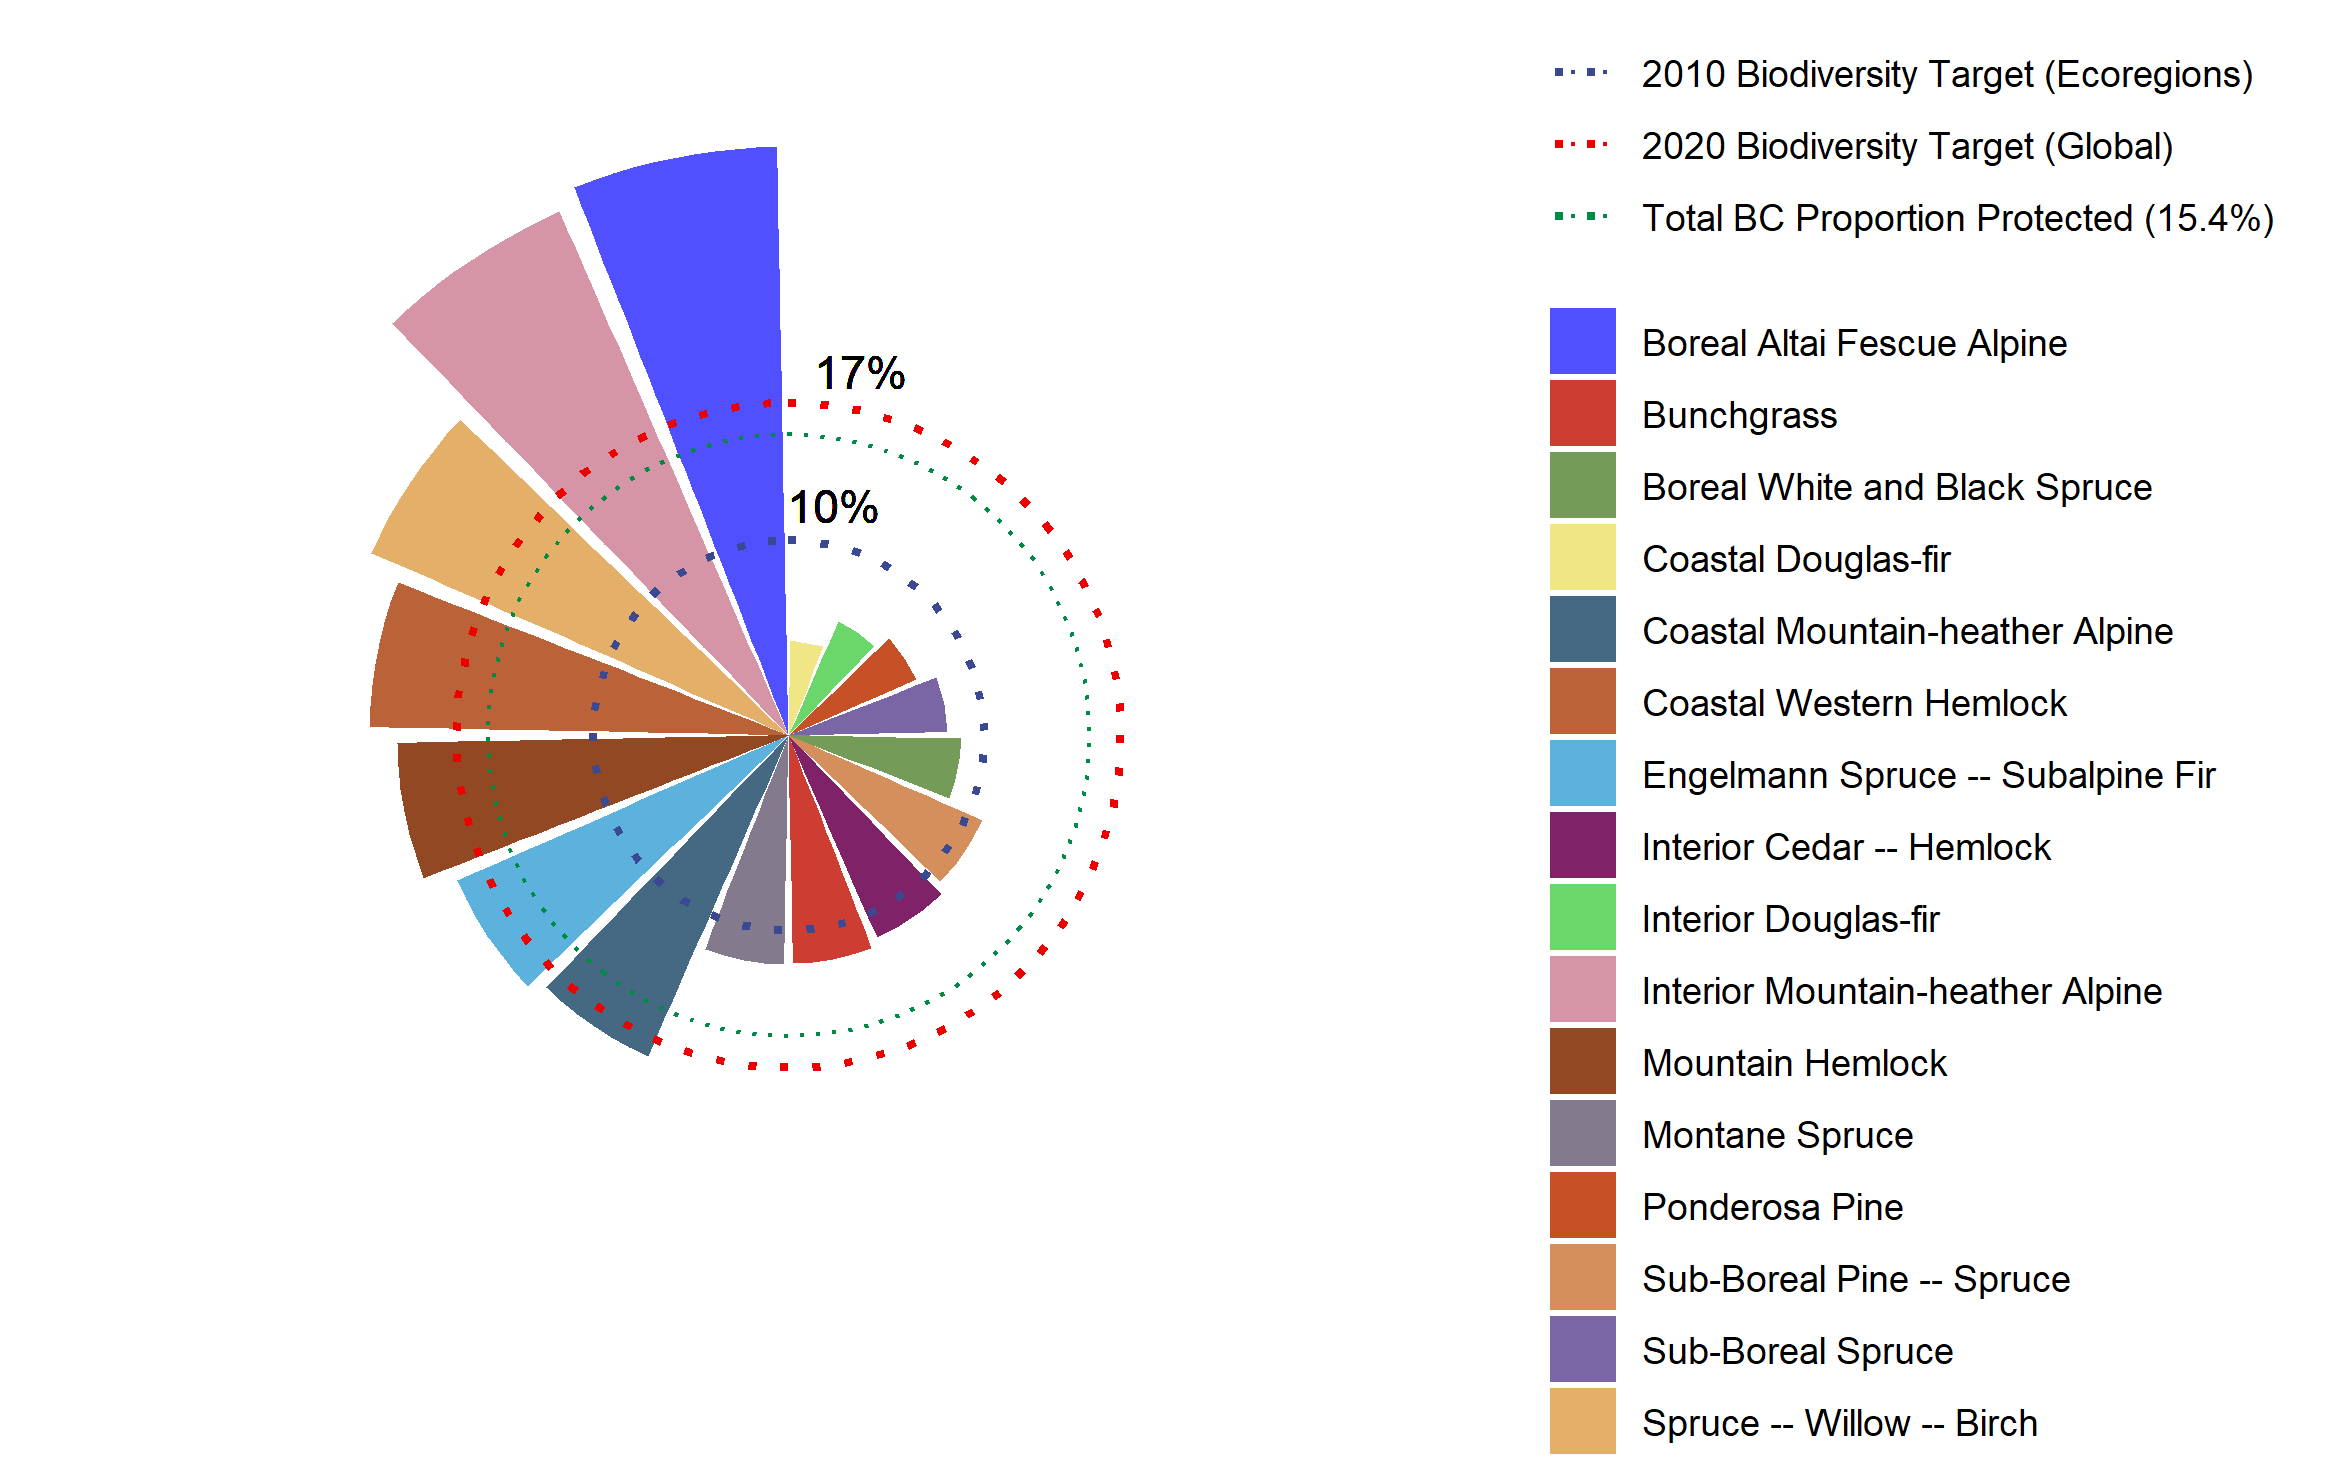 17%
10%
2010 Biodiversity Target (Ecoregions)
2020 Biodiversity Target (Global)
Total BC Proportion Protected (15.4%)
Boreal Altai Fescue Alpine
Bunchgrass
Boreal White and Black Spruce
Coastal Douglas-fir
Coastal Mountain-heather Alpine
Coastal Western Hemlock
Engelmann Spruce -- Subalpine Fir
Interior Cedar -- Hemlock
Interior Douglas-fir
Interior Mountain-heather Alpine
Mountain Hemlock
Montane Spruce
Ponderosa Pine
Sub-Boreal Pine -- Spruce
Sub-Boreal Spruce
Spruce -- Willow -- Birch